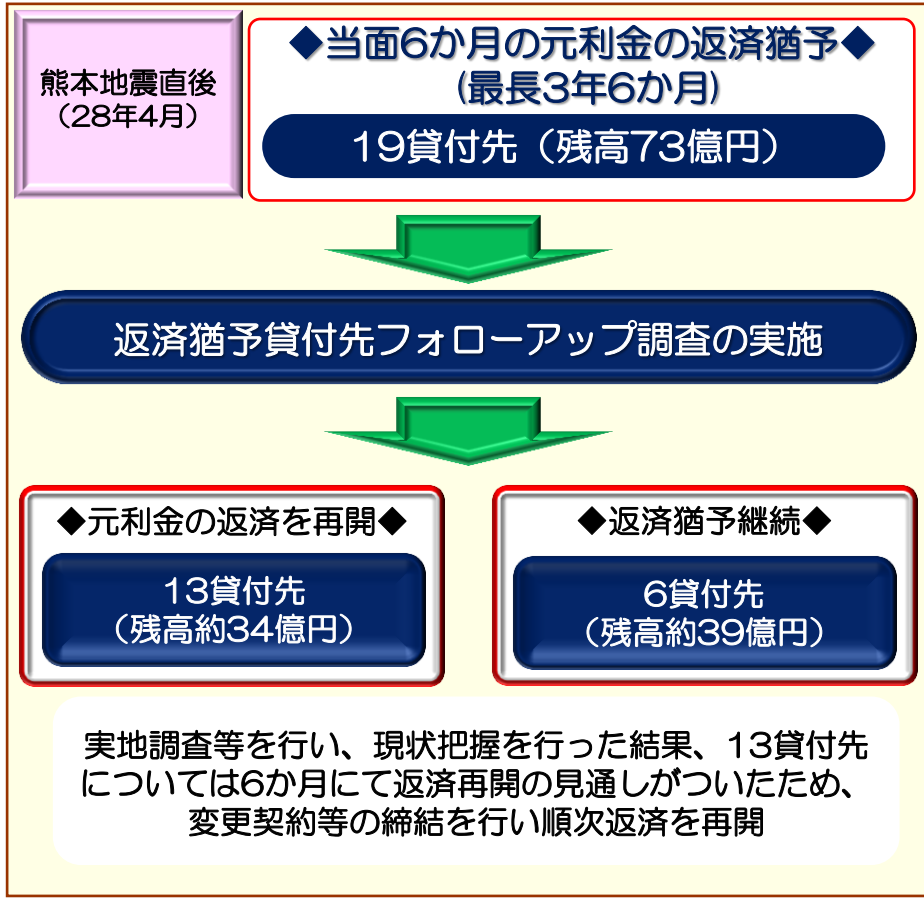 熊本地震直後
（28年4月）
◆当面6か月の元利金の返済猶予◆
(最長3年6か月)
19貸付先（残高73億円）
返済猶予貸付先フォローアップ調査の実施
◆元利金の返済を再開◆
13貸付先
（残高約34億円）
◆返済猶予継続◆
6貸付先
（残高約39億円）
実地調査等を行い、現状把握を行った結果、13貸付先
については6か月にて返済再開の見通しがついたため、
変更契約等の締結を行い順次返済を再開